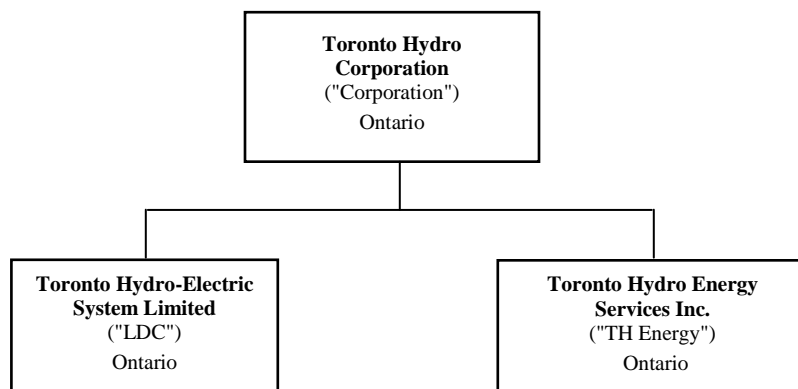 Toronto Hydro
Corporation
("Corporation")
Ontario
Toronto Hydro-Electric
System Limited
("LDC")
Ontario
Toronto Hydro Energy
Services Inc.
("TH Energy")
Ontario